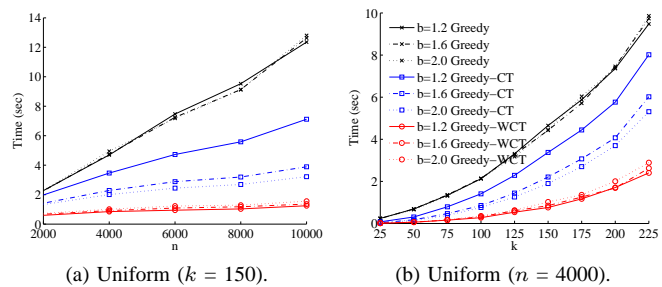 14
12
10
8
6
4
2
0
Time (sec)
2000 4000 6000 8000 10000
n
(a) Uniform (k = 150).
10
8
6
4
2
0
Time (sec)
b=1.2 Greedy
b=1.6 Greedy
b=2.0 Greedy
b=1.2 Greedy−CT
b=1.6 Greedy−CT
b=2.0 Greedy−CT
b=1.2 Greedy−WCT
b=1.6 Greedy−WCT
b=2.0 Greedy−WCT
25 50 75 100 125 150 175 200 225
k
(b) Uniform (n = 4000).